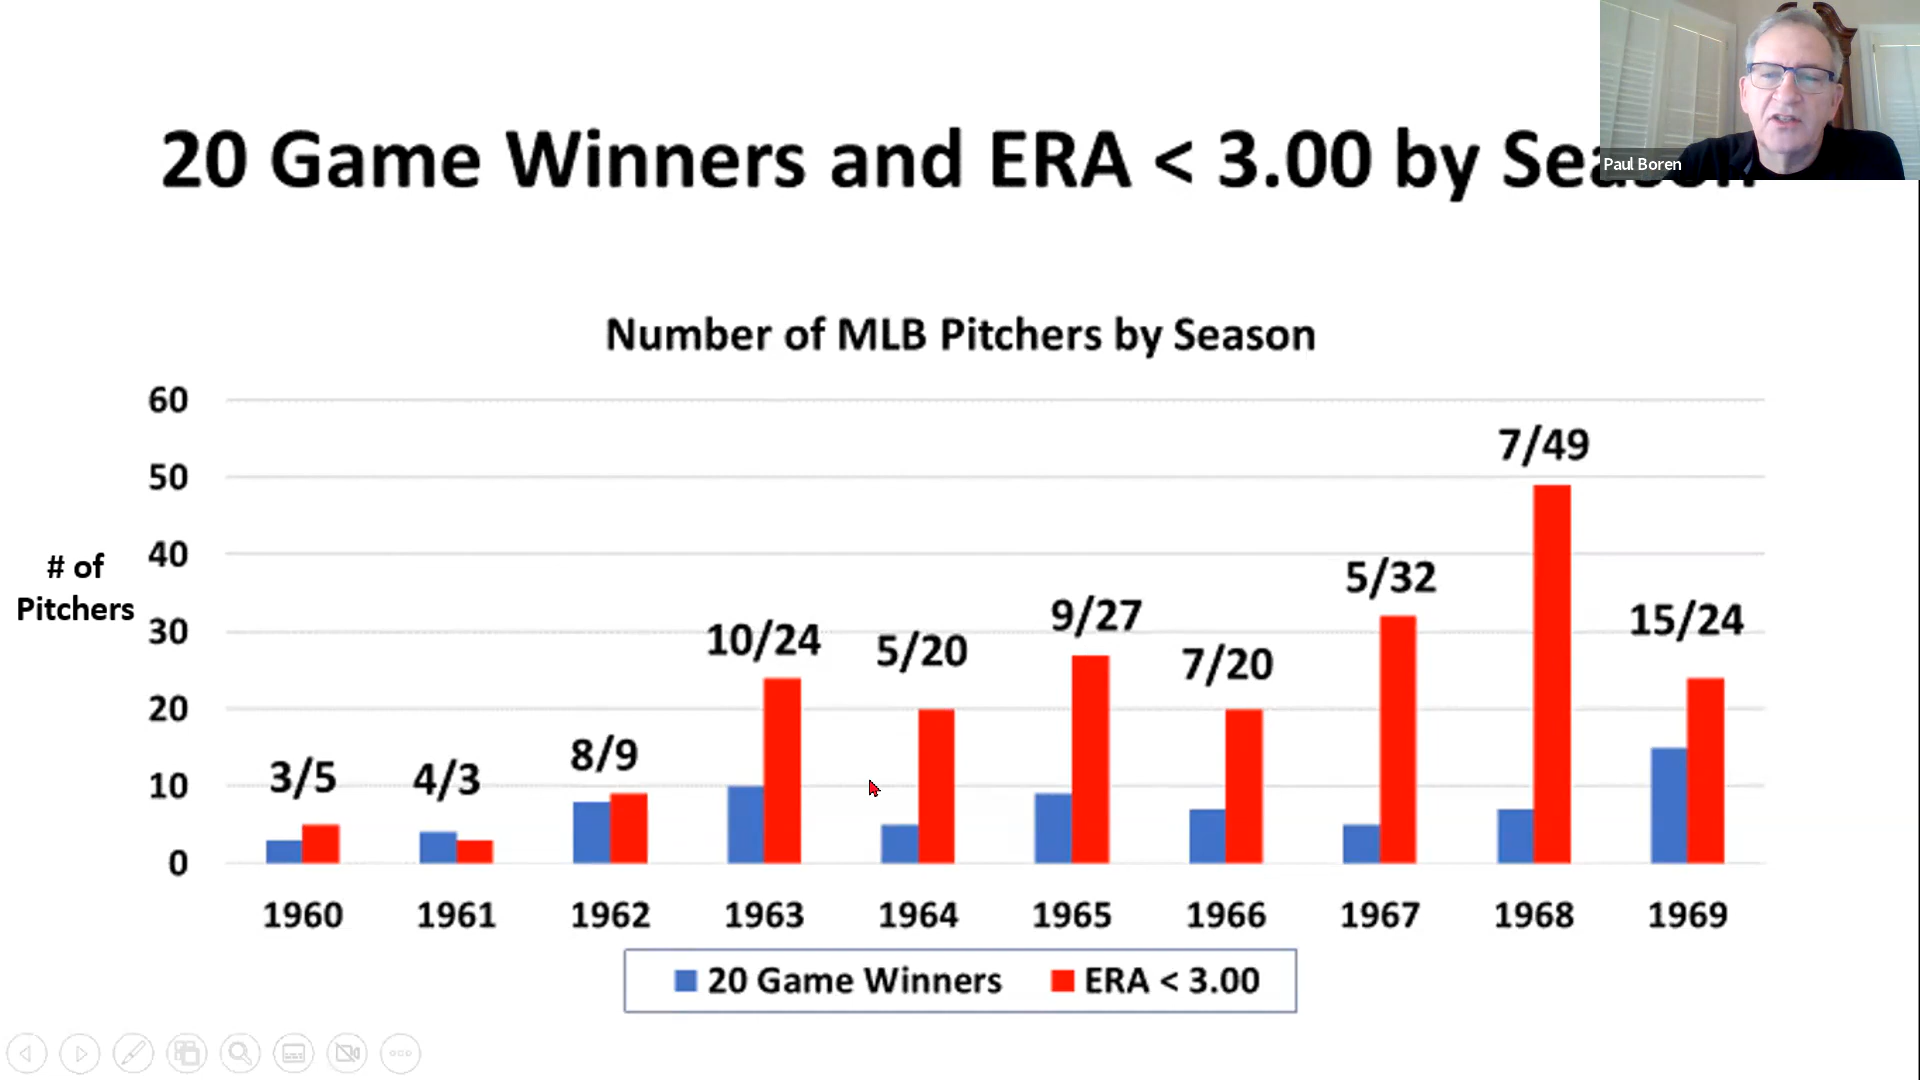 20 Game Winners and ERA < 3.00 by Season
Paul Boren
Number of MLB Pitchers by Season
# of
Pitchers
60
50
40
30
20
10
0
3/5
4/3
8/9
10/24
5/20
9/27
7/20
5/32
7/49
15/24
1960 1961 1962 1963 1964 1965 1966 1967 1968 1969
20 Game Winners ERA < 3.00